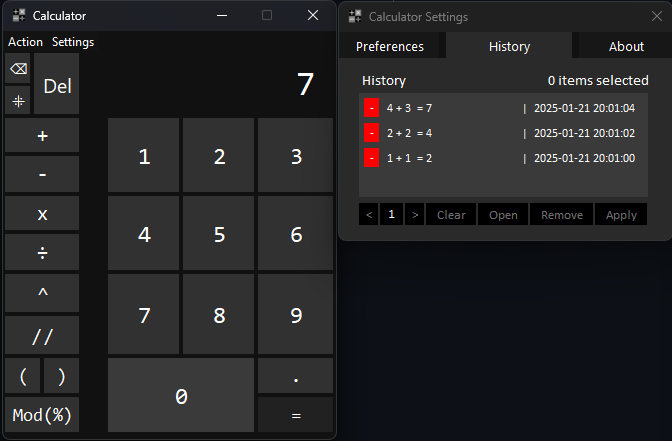 Calculator
Action Settings
⌫
Del
7
+
-
x
÷
^
//
( )
Mod(%)
1 2 3
4 5 6
7 8 9
0 .
=
Calculator Settings
Preferences History About
History 0 items selected
- 4 + 3 = 7 | 2025-01-21 20:01:04
- 2 + 2 = 4 | 2025-01-21 20:01:02
- 1 + 1 = 2 | 2025-01-21 20:01:00
< 1 > Clear Open Remove Apply